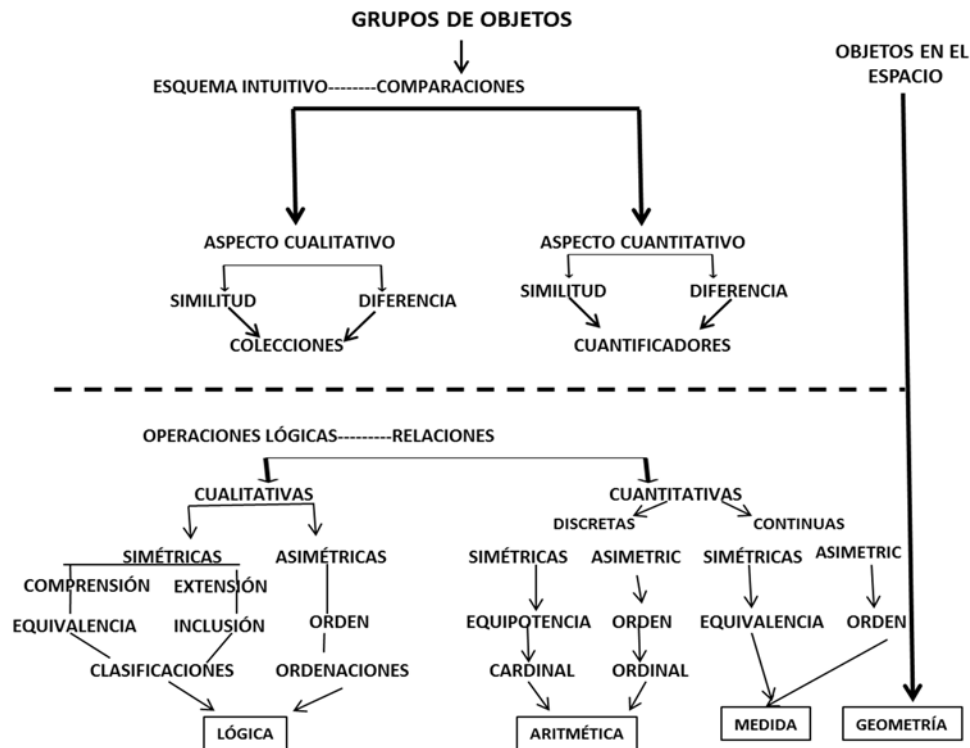 GRUPOS DE OBJETOS
OBJETOS EN EL
ESPACIO
ESQUEMA INTUITIVO--------COMPARACIONES
ASPECTO CUALITATIVO
ASPECTO CUANTITATIVO
SIMILITUD DIFERENCIA
SIMILITUD DIFERENCIA
COLECCIONES
CUANTIFICADORES
OPERACIONES LÓGICAS---------RELACIONES
CUALITATIVAS
CUANTITATIVAS
DISCRETAS CONTINUAS
SIMÉTRICAS ASIMÉTRICAS SIMÉTRICAS ASIMETRIC SIMÉTRICAS ASIMETRIC
COMPRENSIÓN EXTENSIÓN
EQUIVALENCIA INCLUSIÓN ORDEN EQUIPOTENCIA ORDEN EQUIVALENCIA ORDEN
CLASIFICACIONES ORDENACIONES CARDINAL ORDINAL
LÓGICA ARITMÉTICA MEDIDA GEOMETRÍA